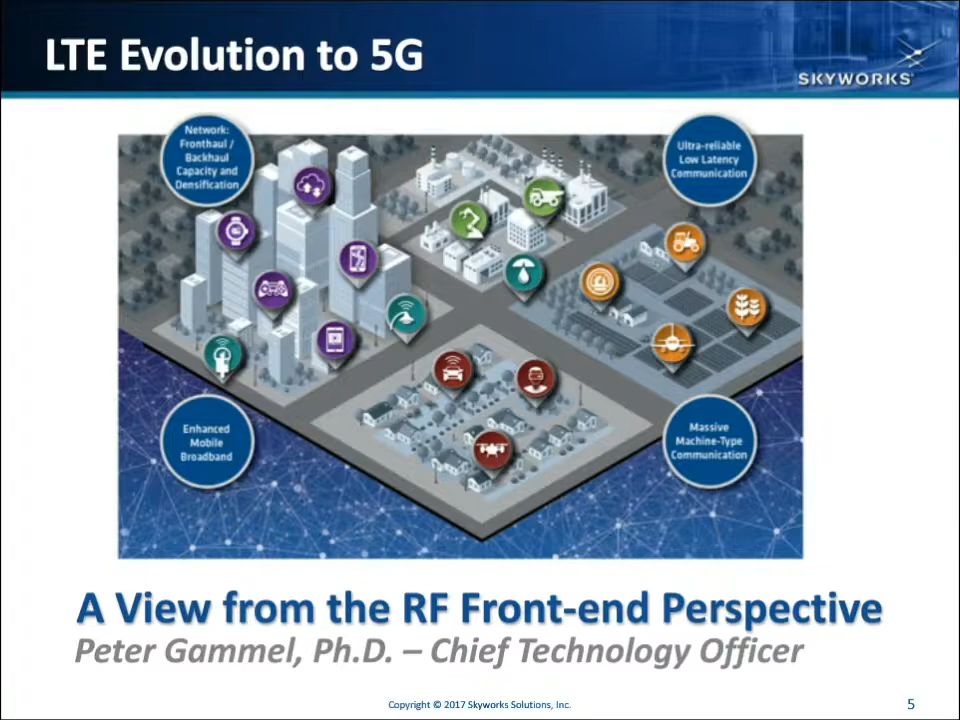 LTE Evolution to 5G
SKYWORKS
Network:
Fronthaul /
Backhaul
Capacity and
Densification
Ultra-reliable
Low Latency
Communication
Enhanced
Mobile
Broadband
Massive
Machine-Type
Communication
A View from the RF Front-end Perspective
Peter Gammel, Ph.D. – Chief Technology Officer
Copyright © 2017 Skyworks Solutions, Inc.
5